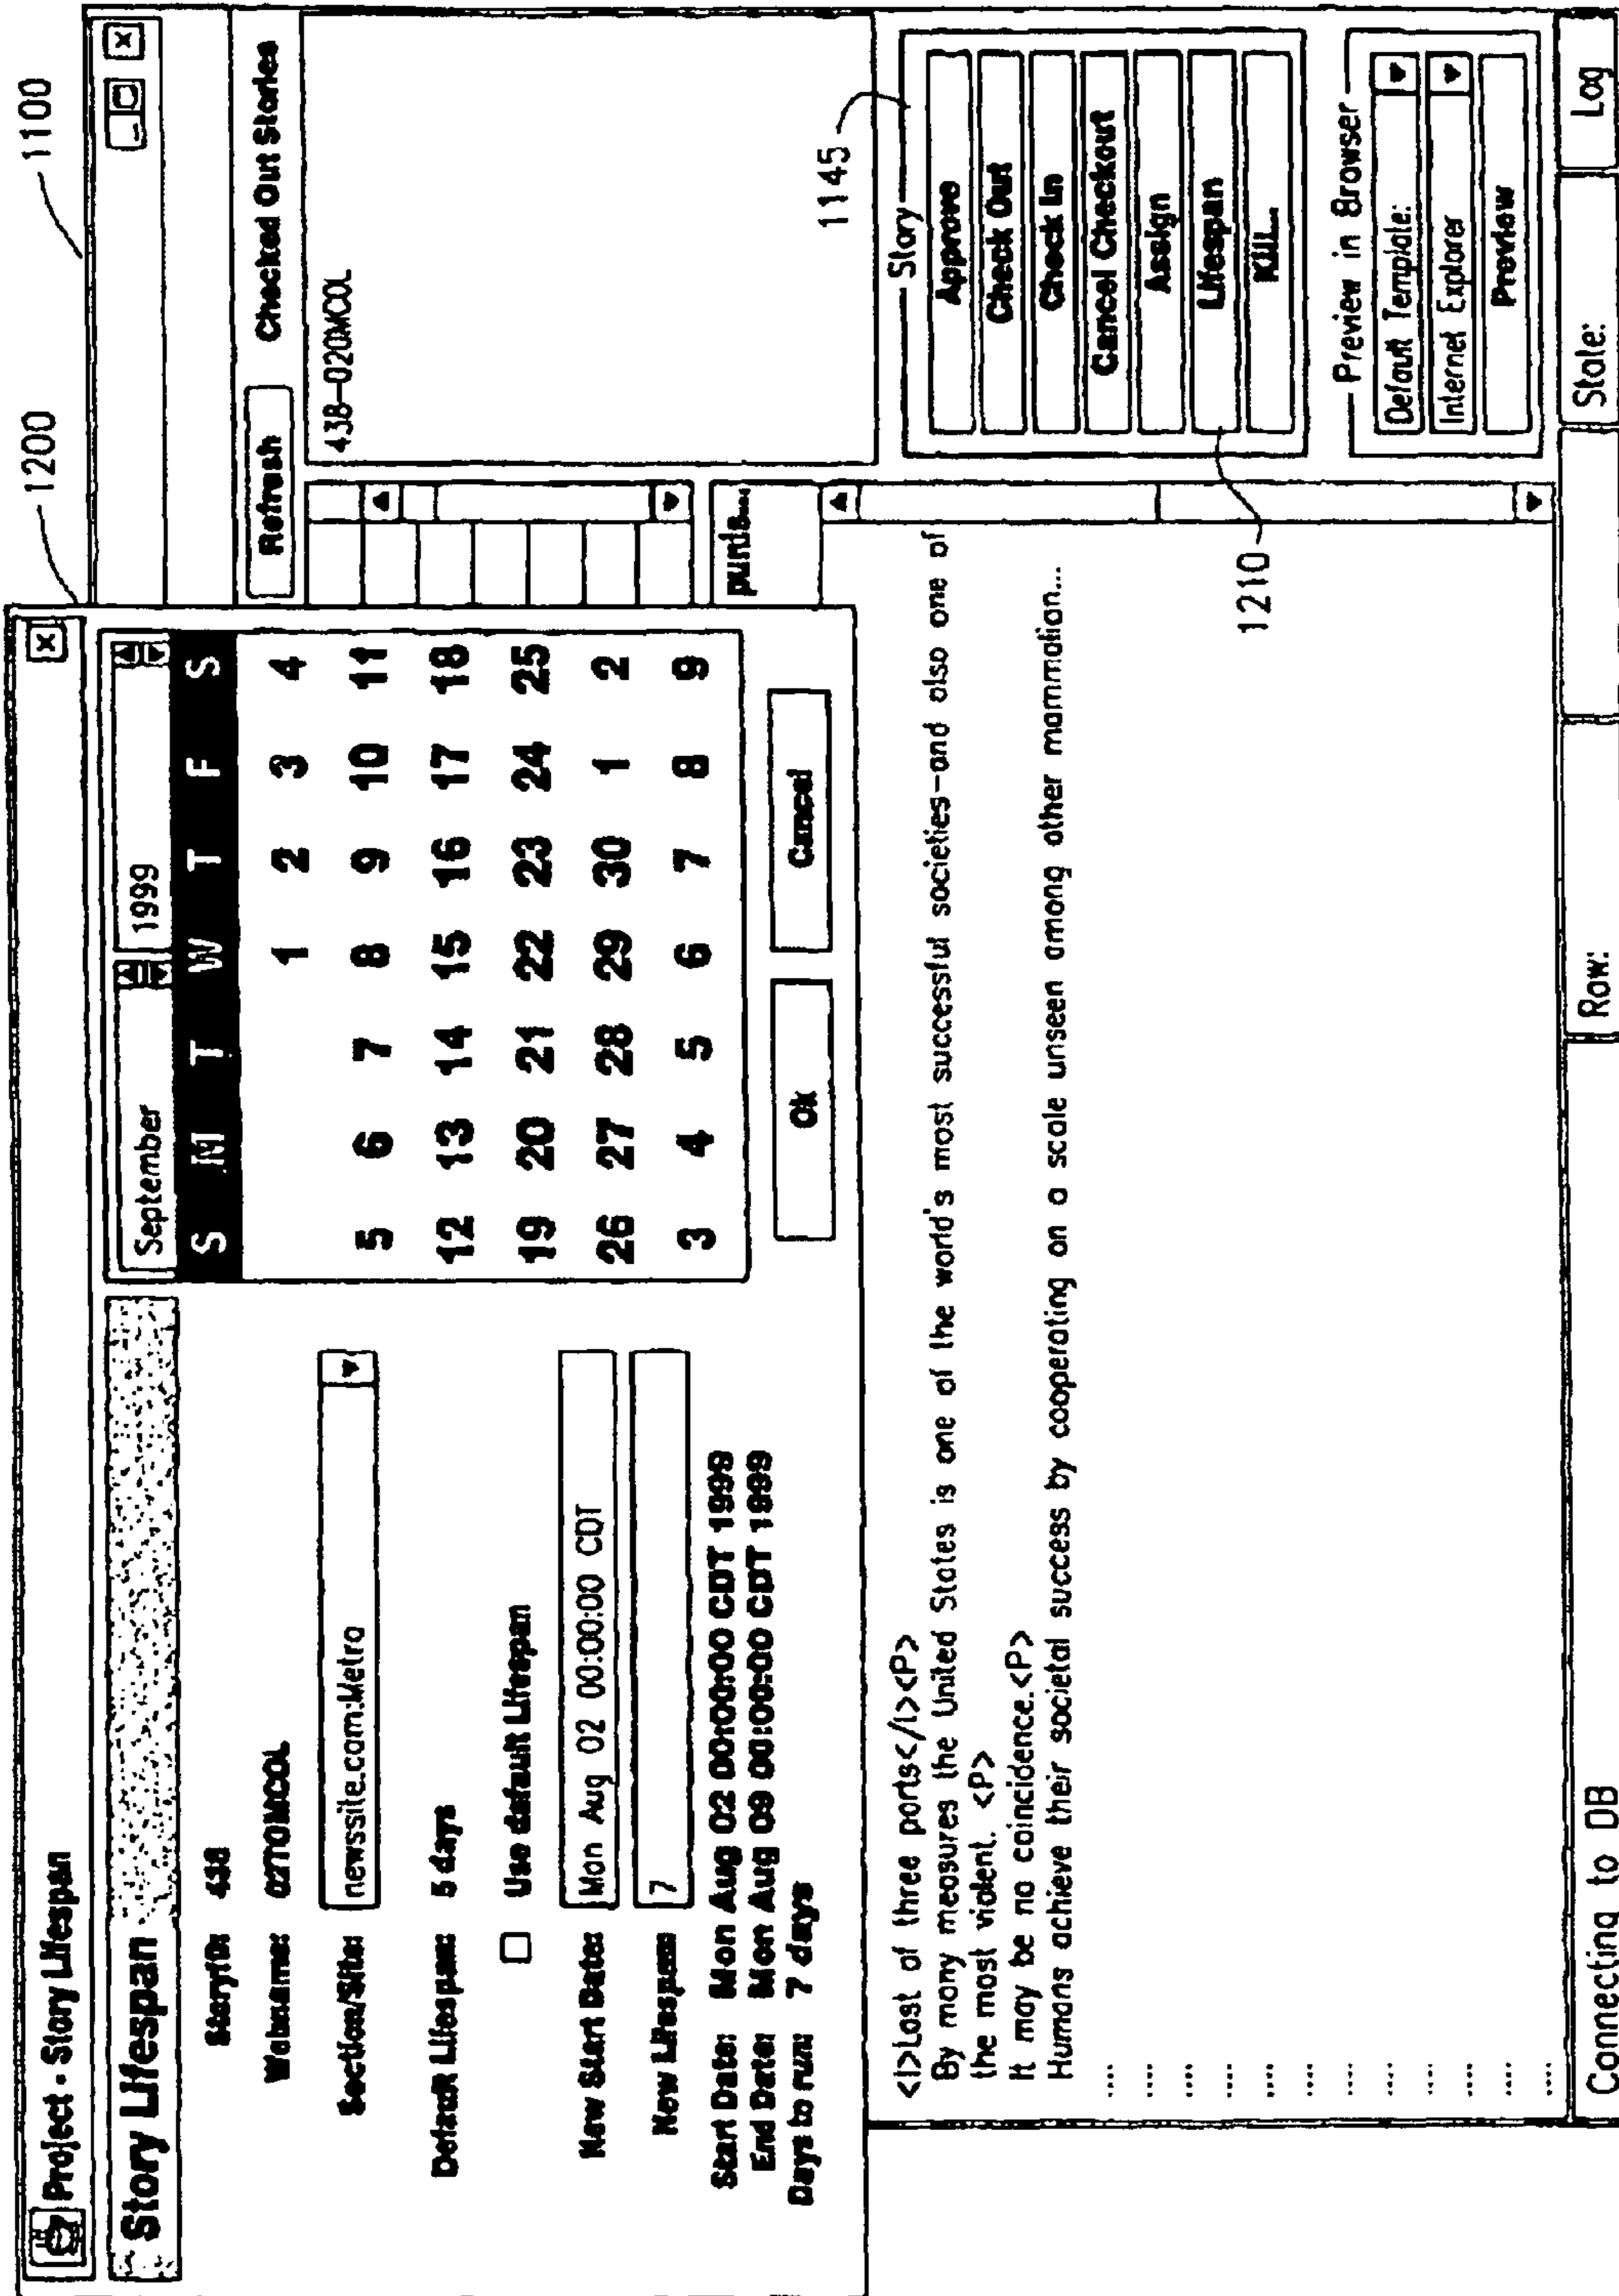 1200
1100
Project - Story Lifespan
Story Lifespan
StoryID: 438
Webname: 0270MCOL
Section/Site: newssite.com:Metro
Default Lifespan: 5 days
Use default Lifespan
New Start Date: Mon Aug 02 00:00:00 CDT
New Lifespan: 7
Start Date: Mon Aug 02 00:00:00 CDT 1999
End Date: Mon Aug 09 00:00:00 CDT 1999
Days to run: 7 days
September 1999
S M T W T F S
1 2 3 4
5 6 7 8 9 10 11
12 13 14 15 16 17 18
19 20 21 22 23 24 25
26 27 28 29 30 1 2
3 4 5 6 7 8 9
Ok Cancel
Refresh Checked Out Stories
438-020MCOL
punis...
<I>Last of three ports</I><P>
By many measures the United States is one of the world's most successful societies-and also one of
the most violent. <P>
It may be no coincidence.<P>
Humans achieve their societal success by cooperating on a scale unseen among other mammation...
....
....
....
....
....
....
....
....
....
....
....
....
1145
Story
Approve
Check Out
Check In
Cancel Checkout
Assign
Lifespan
Kill...
1210
Preview in Browser
Default Template:
Internet Explorer
Preview
Connecting to DB
Row:
State:
Log